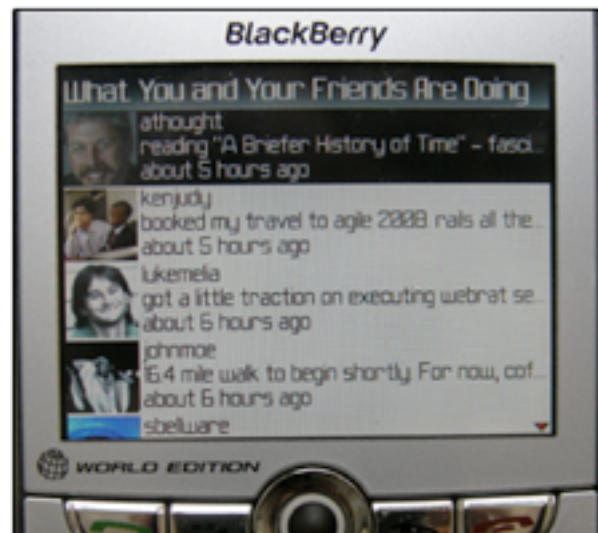 BlackBerry
What You and Your Friends Are Doing
athought
reading "A Briefer History of Time" - fasci...
about 5 hours ago
kenjudy
booked my travel to agile 2008. rails all the...
about 5 hours ago
lukemelia
got a little traction on executing webrat se...
about 6 hours ago
johnmoe
16.4 mile walk to begin shortly. For now, cof...
about 6 hours ago
sbellware
WORLD EDITION